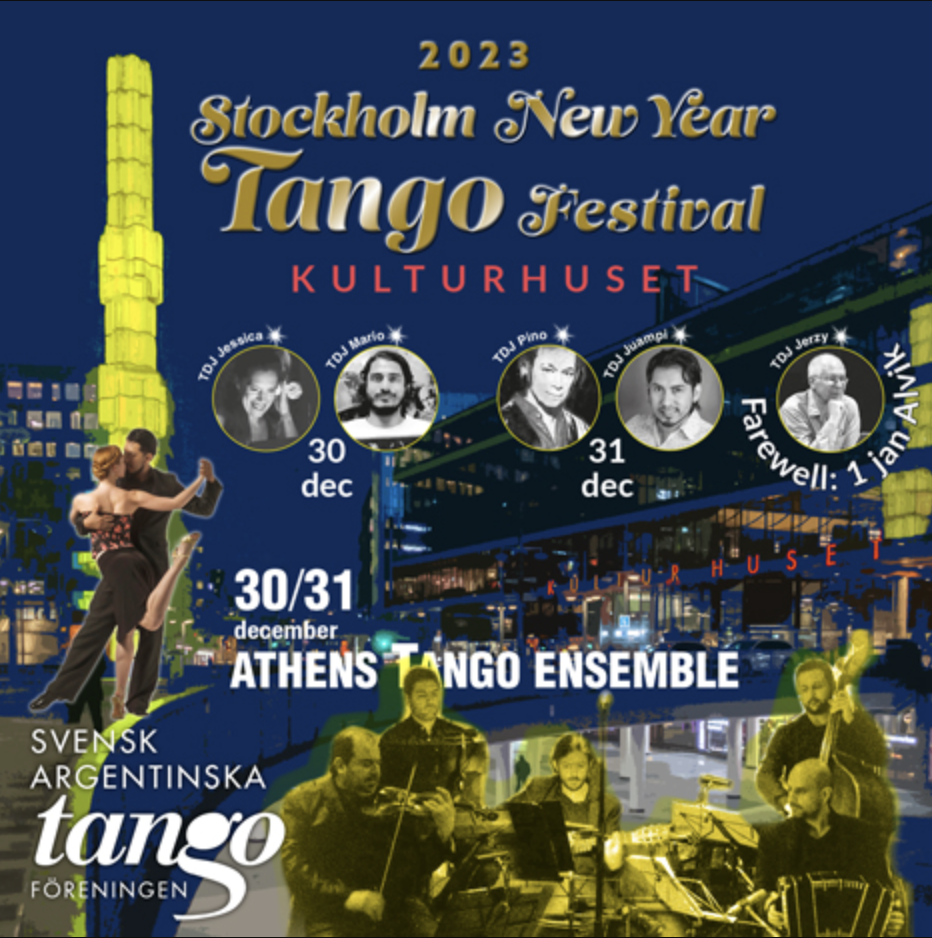 2023
Stockholm New Year
Tango Festival
KULTURHUSET
TDJ Jessica
TDJ Mario
TDJ Pino
TDJ Juampi
TDJ Jerzy
30
dec
31
dec
Farewell: 1 jan Alvik
KULTURHUSET
30/31
december
ATHENS TANGO ENSEMBLE
SVENSK
ARGENTINSKA
tango
FÖRENINGEN